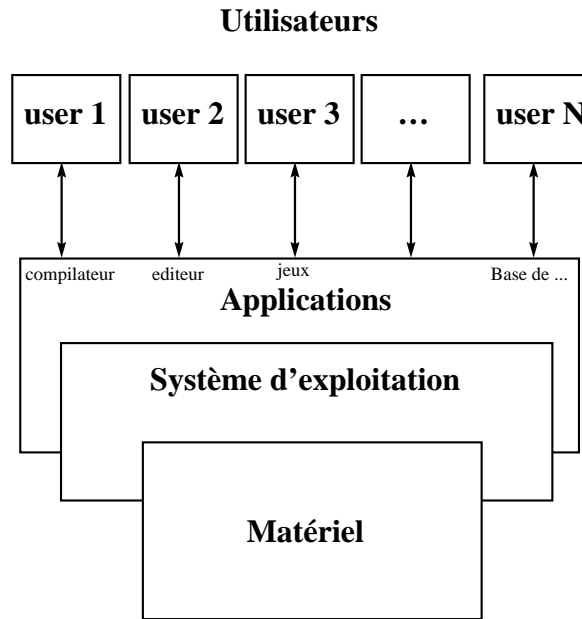 Utilisateurs
user 1 user 2 user 3 ... user N
compilateur editeur jeux Base de ...
Applications
Système d'exploitation
Matériel